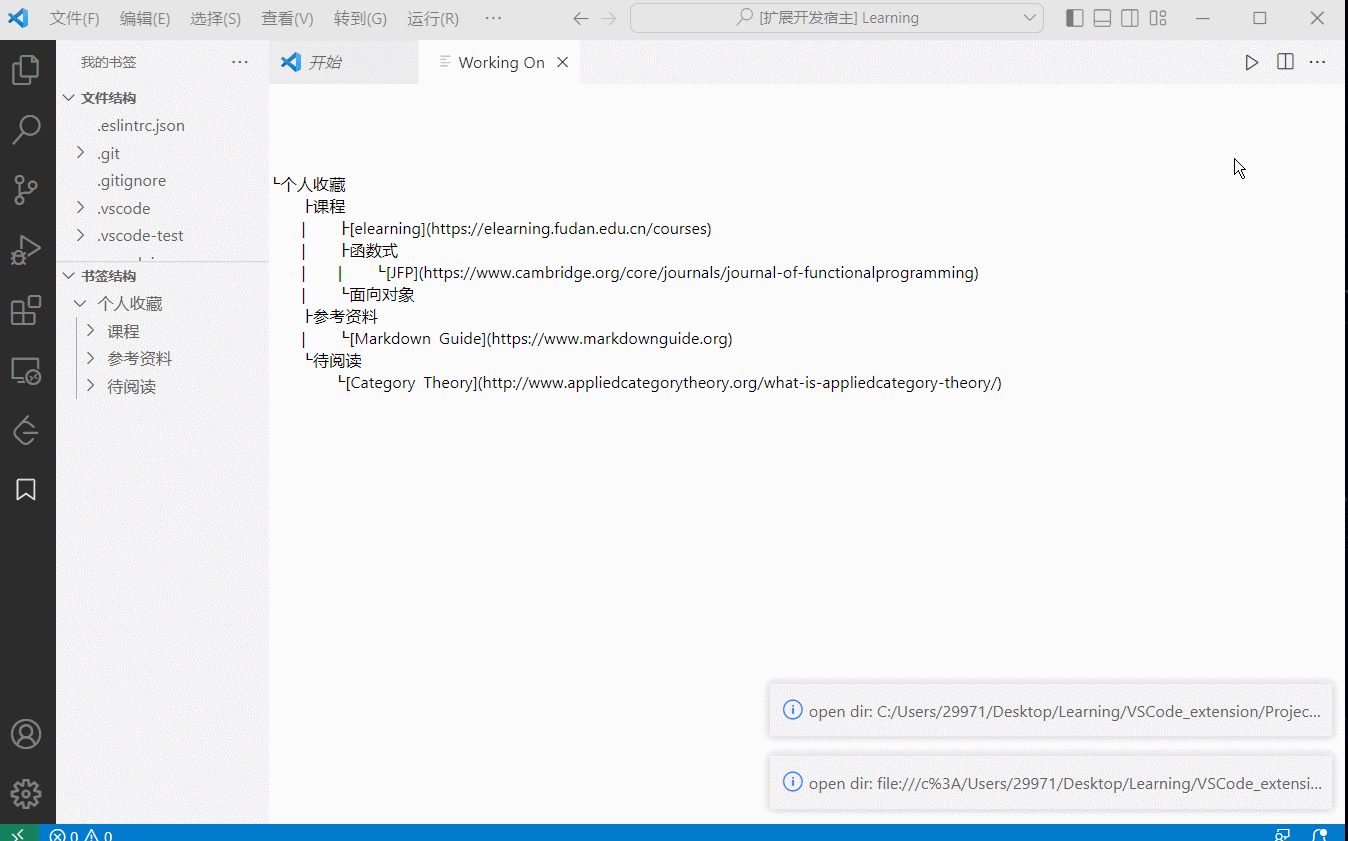 文件(F) 编辑(E) 选择(S) 查看(V) 转到(G) 运行(R) ··· [扩展开发宿主] Learning
我的书签 ···
开始 Working On
文件结构
.eslintrc.json
.git
.gitignore
.vscode
.vscode-test
书签结构
个人收藏
课程
参考资料
待阅读
└个人收藏
├课程
| ├[elearning](https://elearning.fudan.edu.cn/courses)
| ├函数式
| | └[JFP](https://www.cambridge.org/core/journals/journal-of-functionalprogramming)
| └面向对象
├参考资料
| └[Markdown Guide](https://www.markdownguide.org)
└待阅读
└[Category Theory](http://www.appliedcategorytheory.org/what-is-appliedcategory-theory/)
open dir: C:/Users/29971/Desktop/Learning/VSCode_extension/Projec...
open dir: file:///c%3A/Users/29971/Desktop/Learning/VSCode_extensi...
0 0